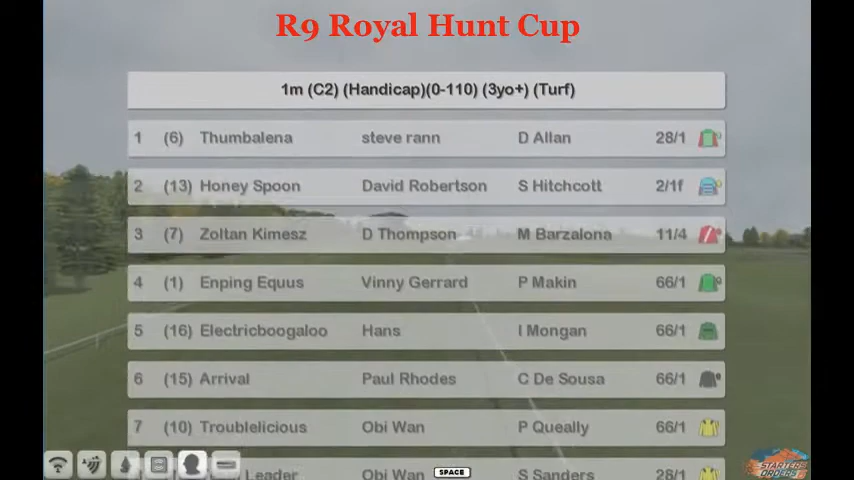 R9 Royal Hunt Cup
1m (C2) (Handicap)(0-110) (3yo+) (Turf)
1 (6) Thumbalena steve rann D Allan 28/1
2 (13) Honey Spoon David Robertson S Hitchcott 2/1f
3 (7) Zoltan Kimesz D Thompson M Barzalona 11/4
4 (1) Enping Equus Vinny Gerrard P Makin 66/1
5 (16) Electricboogaloo Hans I Mongan 66/1
6 (15) Arrival Paul Rhodes C De Sousa 66/1
7 (10) Troublelicious Obi Wan P Queally 66/1
Leader Obi Wan S Sanders 28/1
SPACE
STARTERS ORDERS